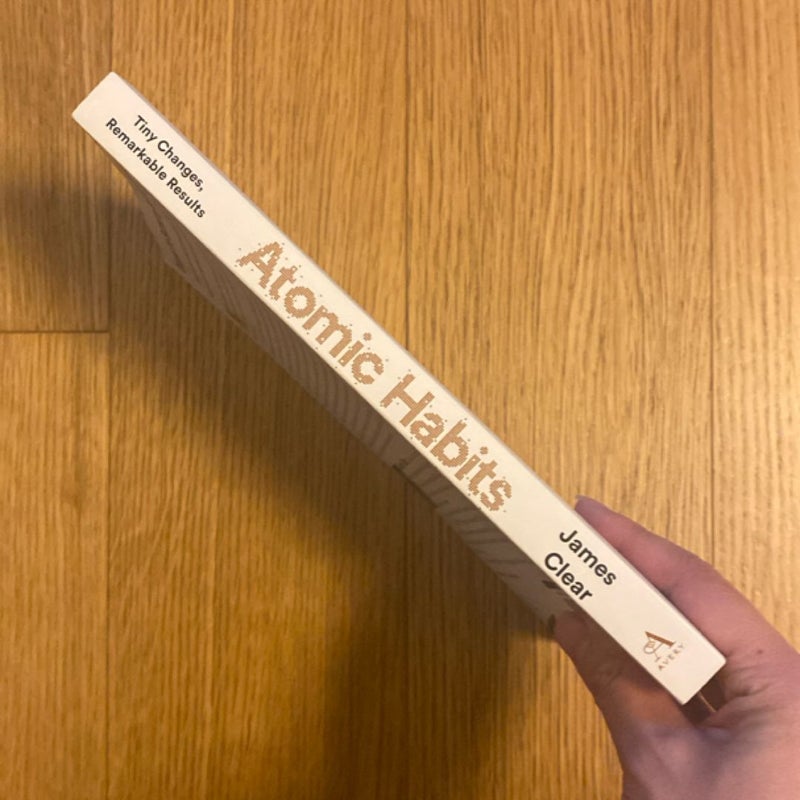 Tiny Changes,
Remarkable Results
Atomic Habits
James
Clear
A
AVERY